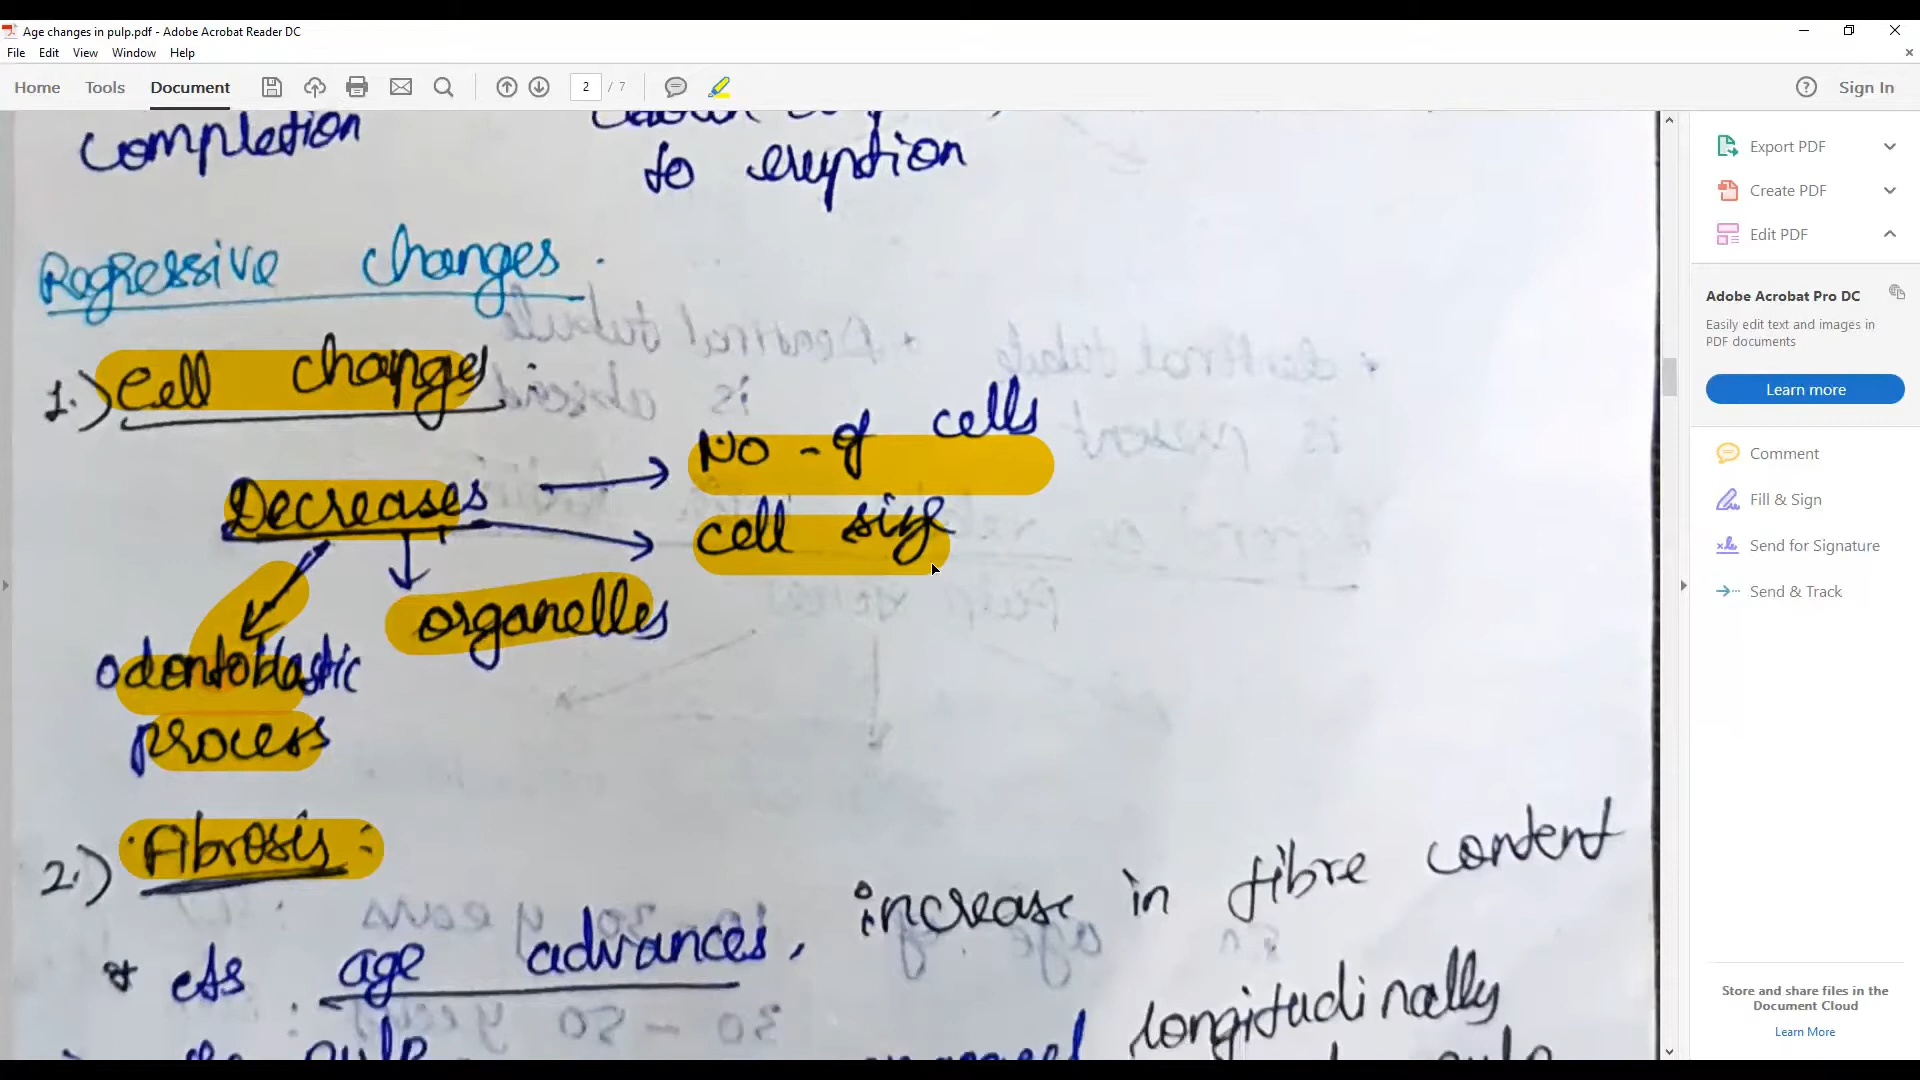 Age changes in pulp.pdf - Adobe Acrobat Reader DC
File Edit View Window Help
Home Tools Document 2 / 7 Sign In
completion
to eruption
Regressive changes.
1.) Cell changes
Decreases → No - of cells
cell size
organelles
odontoblastic
process
2.) Fibrosis :
* As age advances, increase in fibre content
longitudinally
pulp
Export PDF
Create PDF
Edit PDF
Adobe Acrobat Pro DC
Easily edit text and images in
PDF documents
Learn more
Comment
Fill & Sign
Send for Signature
Send & Track
Store and share files in the
Document Cloud
Learn More